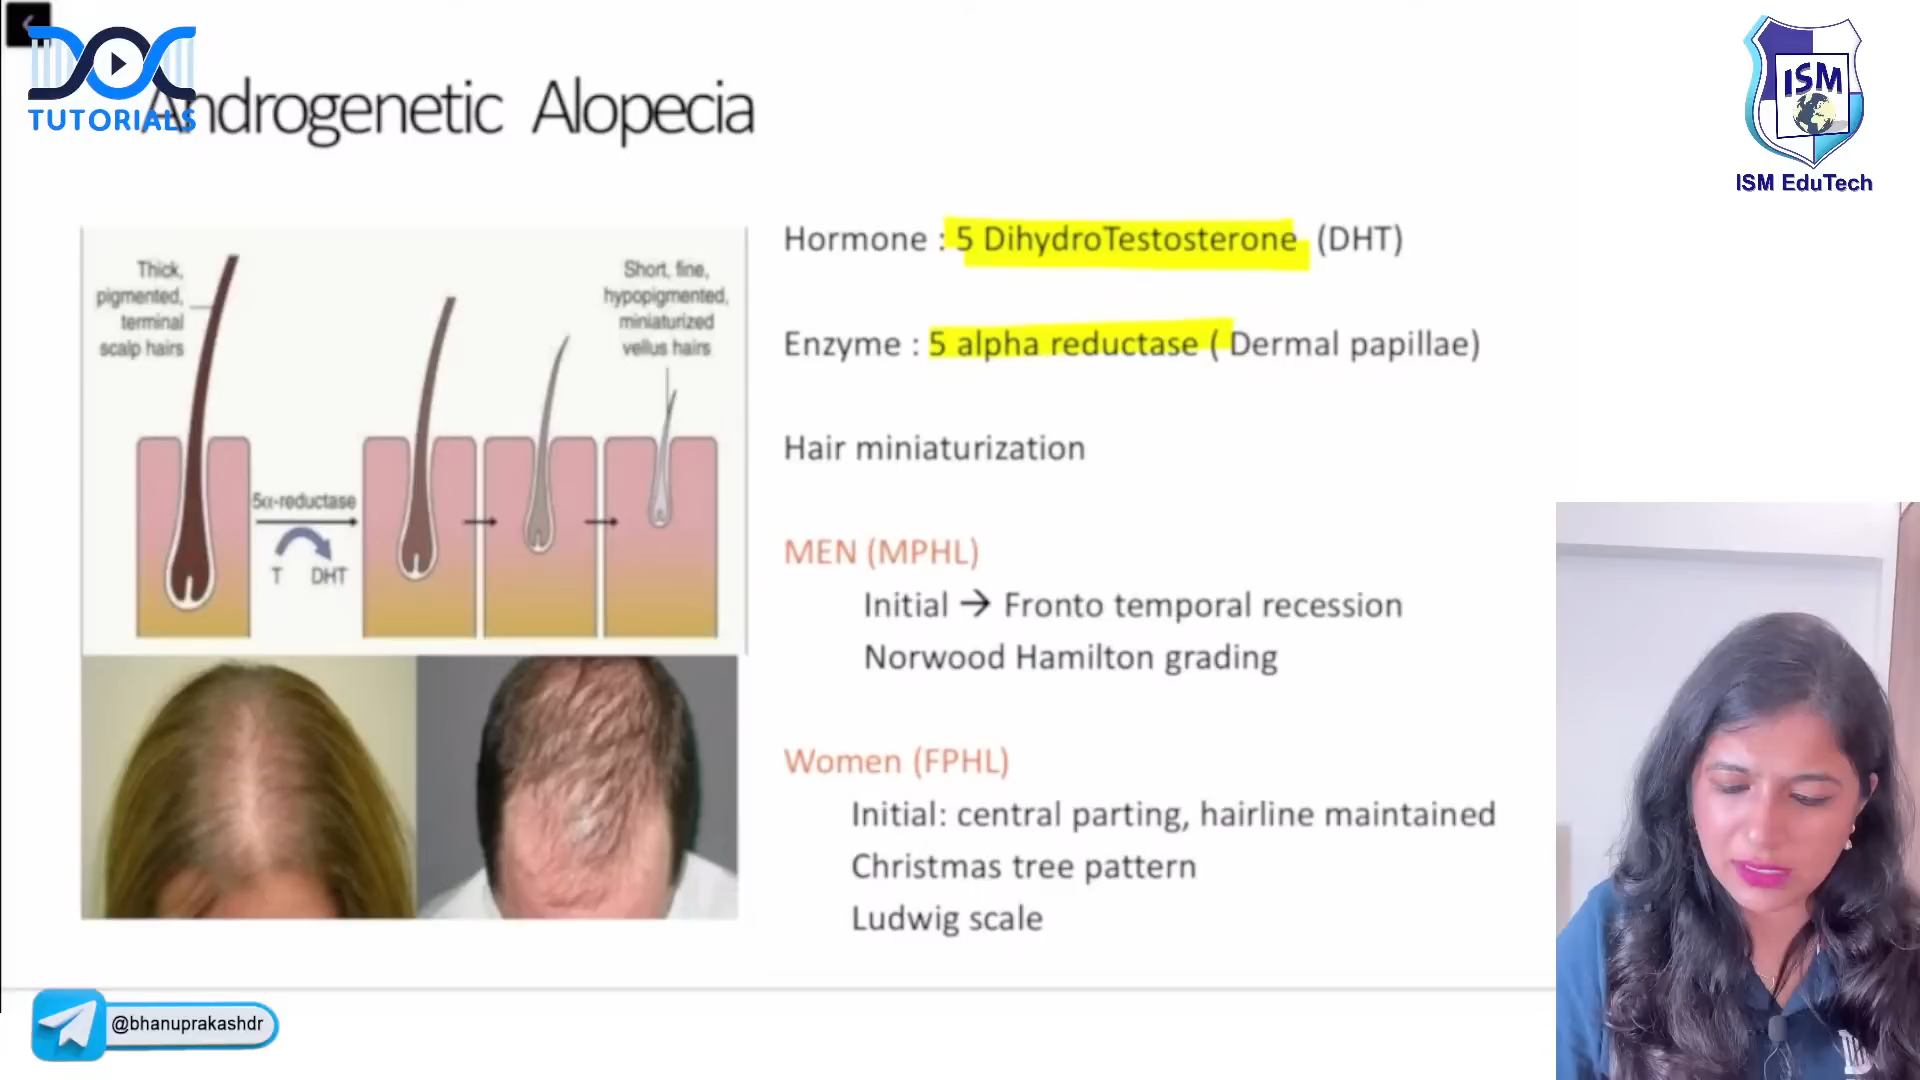 DOC
TUTORIALS
Androgenetic Alopecia
ISM
ISM EduTech
Thick,
pigmented,
terminal
scalp hairs
Short, fine,
hypopigmented,
miniaturized
vellus hairs
5α-reductase
T DHT
Hormone : 5 DihydroTestosterone (DHT)
Enzyme : 5 alpha reductase ( Dermal papillae)
Hair miniaturization
MEN (MPHL)
Initial → Fronto temporal recession
Norwood Hamilton grading
Women (FPHL)
Initial: central parting, hairline maintained
Christmas tree pattern
Ludwig scale
@bhanuprakashdr